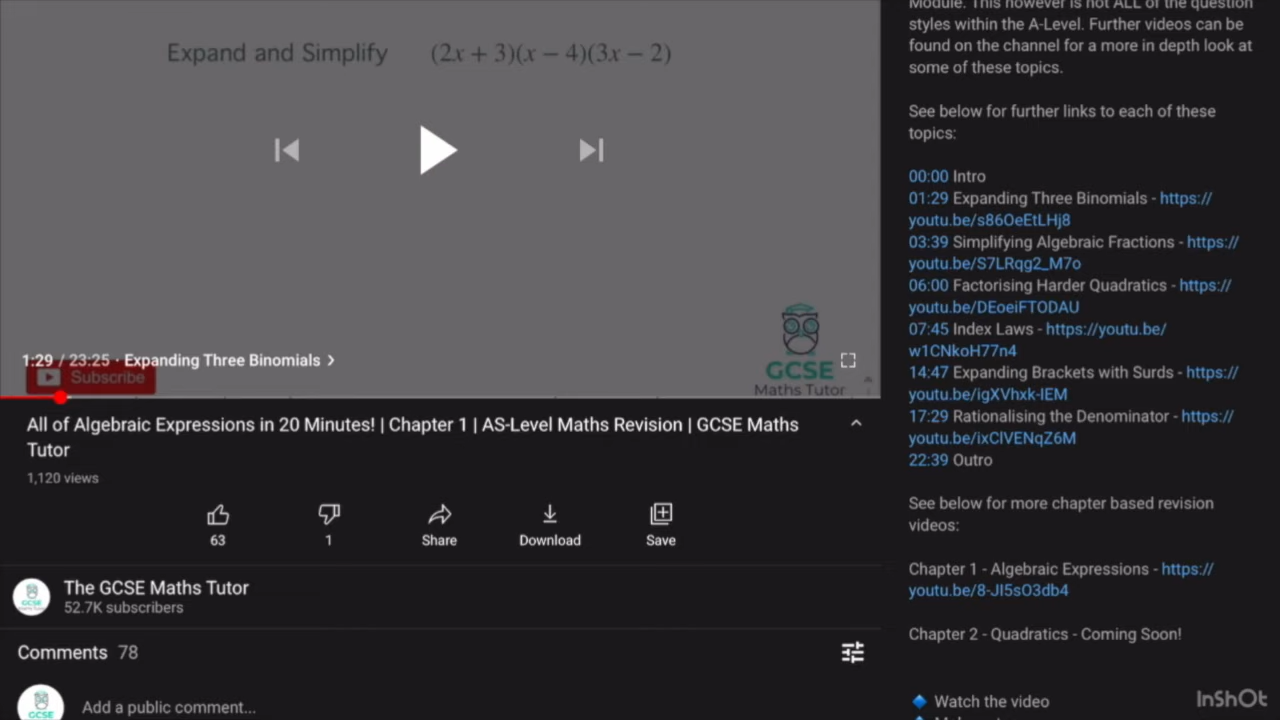 Expand and Simplify (2x + 3)(x − 4)(3x − 2)
1:29 / 23:25 · Expanding Three Binomials
Subscribe
GCSE
Maths Tutor
All of Algebraic Expressions in 20 Minutes! | Chapter 1 | AS-Level Maths Revision | GCSE Maths
Tutor
1,120 views
63
1
Share
Download
Save
The GCSE Maths Tutor
52.7K subscribers
Comments 78
GCSE
Add a public comment...
Module. This however is not ALL of the question
styles within the A-Level. Further videos can be
found on the channel for a more in depth look at
some of these topics.
See below for further links to each of these
topics:
00:00 Intro
01:29 Expanding Three Binomials - https://
youtu.be/s86OeEtLHj8
03:39 Simplifying Algebraic Fractions - https://
youtu.be/S7LRqg2_M7o
06:00 Factorising Harder Quadratics - https://
youtu.be/DEoeiFTODAU
07:45 Index Laws - https://youtu.be/
w1CNkoH77n4
14:47 Expanding Brackets with Surds - https://
youtu.be/igXVhxk-lEM
17:29 Rationalising the Denominator - https://
youtu.be/ixClVENqZ6M
22:39 Outro
See below for more chapter based revision
videos:
Chapter 1 - Algebraic Expressions - https://
youtu.be/8-JI5sO3db4
Chapter 2 - Quadratics - Coming Soon!
Watch the video
InShOt